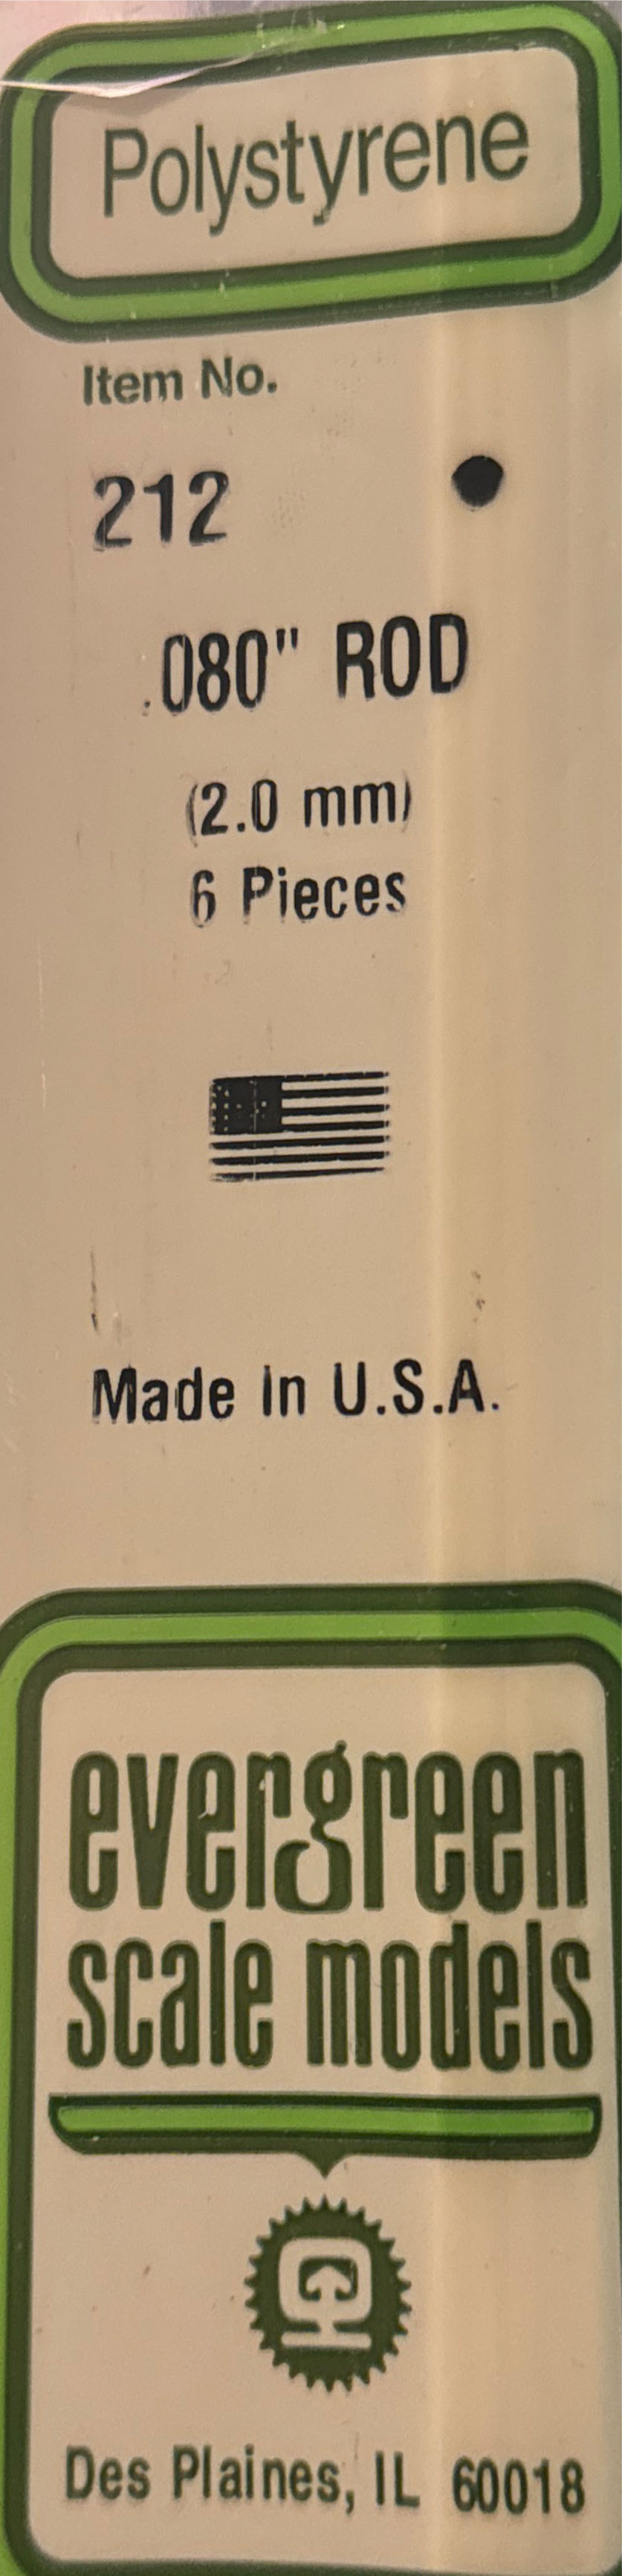 Polystyrene
Item No.
212
.080" ROD
(2.0 mm)
6 Pieces
Made In U.S.A.
evergreen
scale models
Des Plaines, IL 60018